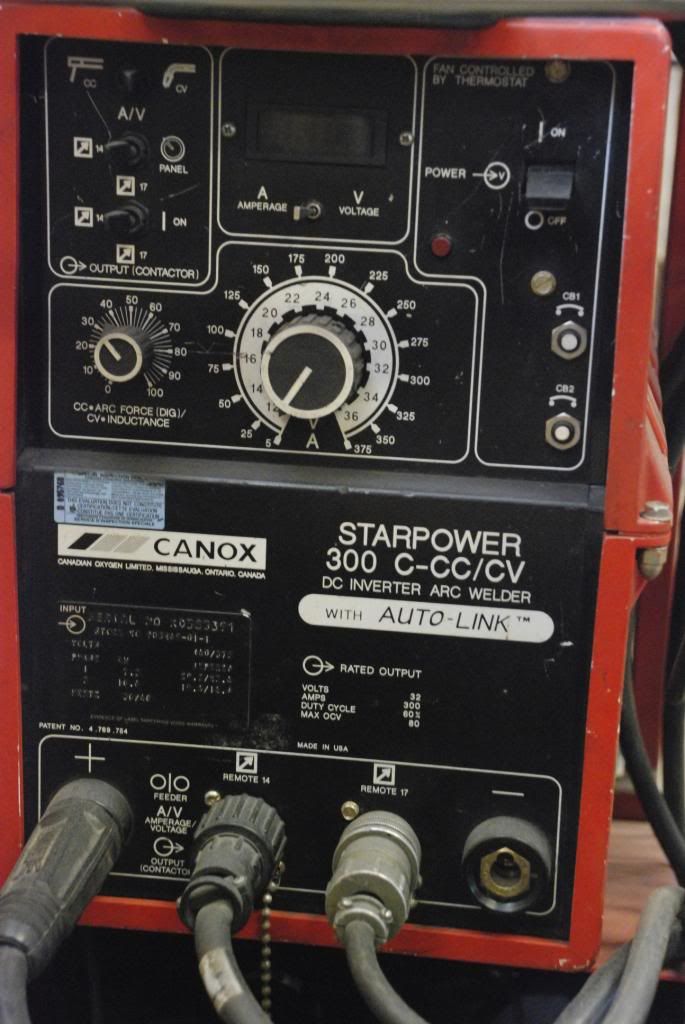 CC
CV
A/V
14
PANEL
17
14
ON
17
OUTPUT (CONTACTOR)
A
AMPERAGE
V
VOLTAGE
FAN CONTROLLED
BY THERMOSTAT
ON
POWER
V
OFF
CB1
CB2
0
10
20
30
40
50
60
70
80
90
100
CC•ARC FORCE (DIG)/
CV•INDUCTANCE
5
25
50
75
100
125
150
175
200
225
250
275
300
325
350
375
14
16
18
20
22
24
26
28
30
32
34
36
V
A
CANOX
CANADIAN OXYGEN LIMITED, MISSISSAUGA, ONTARIO, CANADA
STARPOWER
300 C-CC/CV
DC INVERTER ARC WELDER
WITH AUTO-LINK™
INPUT
SERIAL NO
VOLTS
RATED OUTPUT
VOLTS 32
AMPS 300
DUTY CYCLE 60%
MAX OCV 80
PATENT NO. 4,769,754
MADE IN USA
+
FEEDER
A/V
AMPERAGE/
VOLTAGE
OUTPUT
(CONTACTOR
REMOTE 14
REMOTE 17